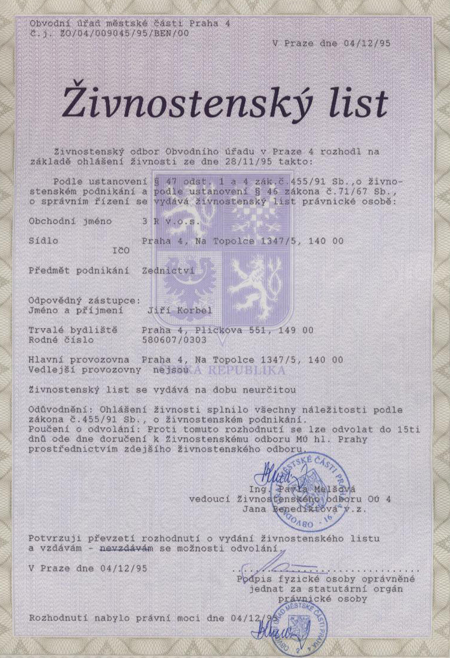 Obvodní úřad městské části Praha 4
č.j. ZO/04/009045/95/BEN/00
V Praze dne 04/12/95
Živnostenský list
Živnostenský odbor Obvodního úřadu v Praze 4 rozhodl na
základě ohlášení živnosti ze dne 28/11/95 takto:
Podle ustanovení § 47 odst. 1 a 4 zák.č.455/91 Sb.,o živno-
stenském podnikání a podle ustanovení § 46 zákona č.71/67 Sb.,
o správním řízení se vydává živnostenský list právnické osobě:
Obchodní jméno 3 R v.o.s.
Sídlo Praha 4, Na Topolce 1347/5, 140 00
IČO
Předmět podnikání Zednictví
Odpovědný zástupce:
Jméno a příjmení Jiří Korbel
Trvalé bydliště Praha 4, Plickova 551, 149 00
Rodné číslo 580607/0303
Hlavní provozovna Praha 4, Na Topolce 1347/5, 140 00
Vedlejší provozovny nejsou
ČESKÁ REPUBLIKA
Živnostenský list se vydává na dobu neurčitou
Odůvodnění: Ohlášení živnosti splnilo všechny náležitosti podle
zákona č.455/91 Sb., o živnostenském podnikání.
Poučení o odvolání: Proti tomuto rozhodnutí se lze odvolat do 15ti
dnů ode dne doručení k živnostenskému odboru M0 hl. Prahy
prostřednictvím zdejšího živnostenského odboru.
Ing. Pavla Melšová
vedoucí Živnostenského odboru O0 4
Jana Benediktová v.z.
Potvrzuji převzetí rozhodnutí o vydání živnostenského listu
a vzdávám - nevzdávám se možnosti odvolání.
V Praze dne 04/12/95
Podpis fyzické osoby oprávněné
jednat za statutární orgán
právnické osoby
Rozhodnutí nabylo právní moci dne 04/12/95